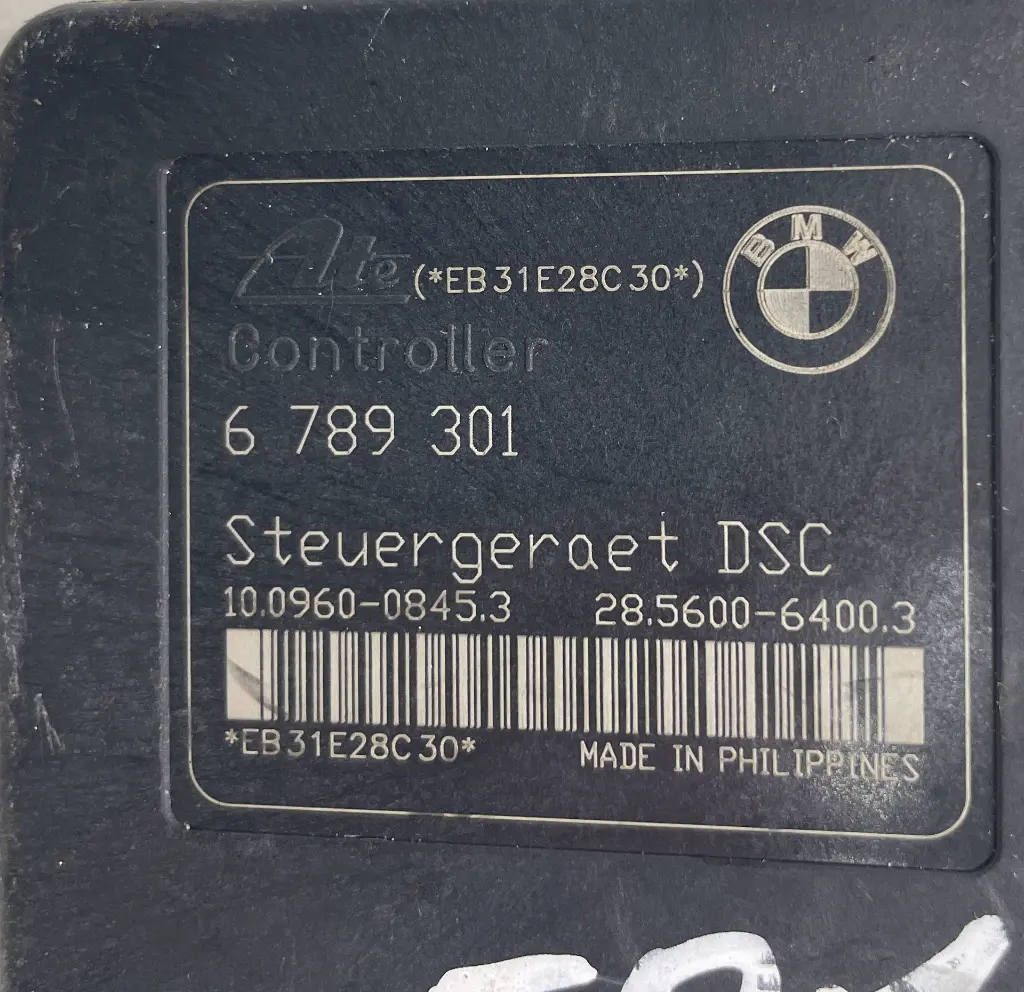 Ate (*EB31E28C30*)
BMW
Controller
6 789 301
Steuergeraet DSC
10.0960-0845.3 28.5600-6400.3
*EB31E28C30* MADE IN PHILIPPINES